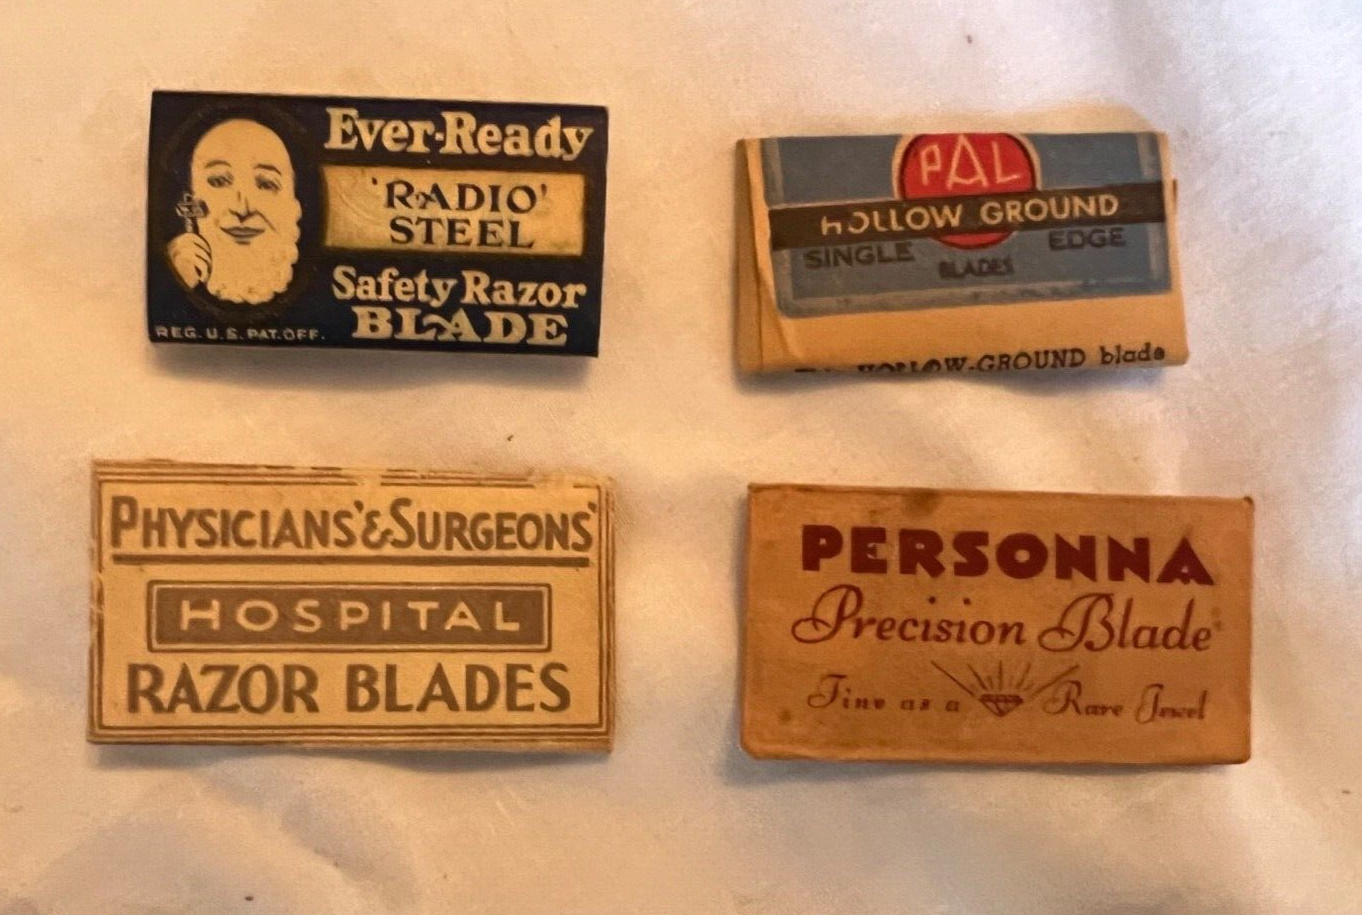 Ever-Ready
'RADIO'
STEEL
Safety Razor
BLADE
REG. U.S. PAT. OFF.
PAL
HOLLOW GROUND
SINGLE EDGE
BLADES
HOLLOW-GROUND blade
PHYSICIANS' & SURGEONS'
HOSPITAL
RAZOR BLADES
PERSONNA
Precision Blade
Fine as a Rare Jewel